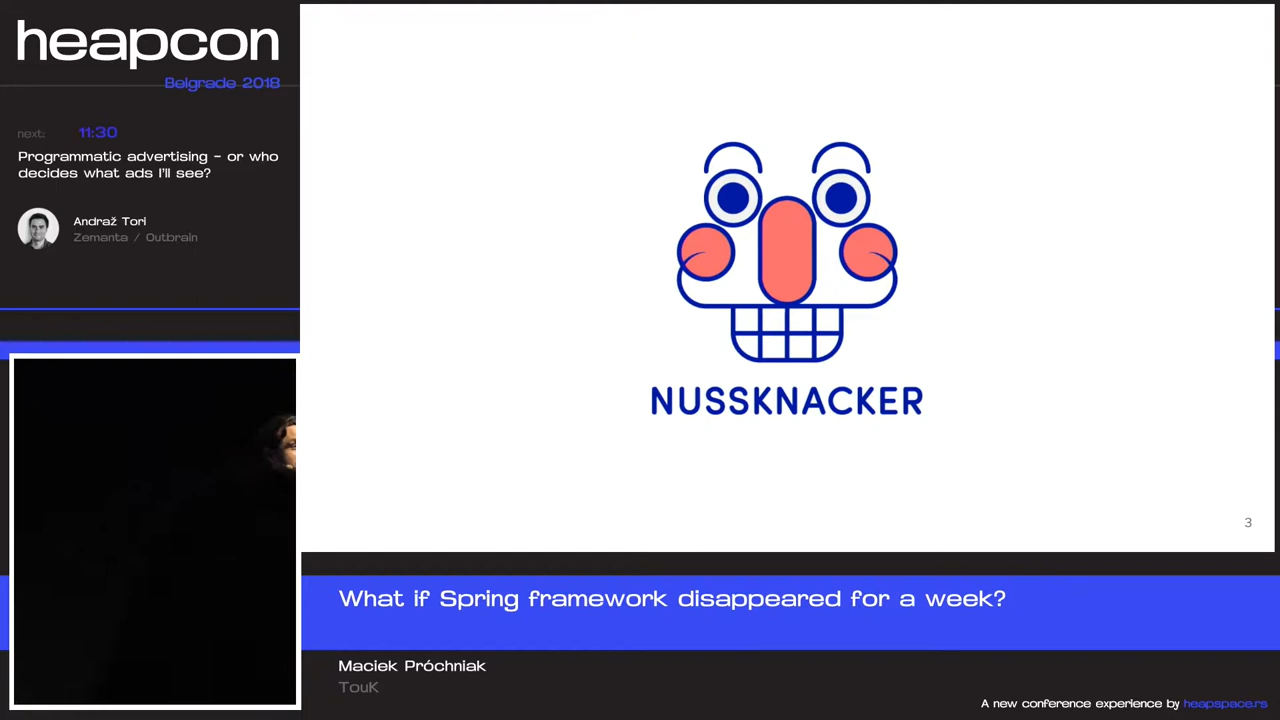 heapcon
Belgrade 2018
next: 11:30
Programmatic advertising - or who
decides what ads I'll see?
Andraž Tori
Zemanta / Outbrain
NUSSKNACKER
3
What if Spring framework disappeared for a week?
Maciek Próchniak
TouK
A new conference experience by heapspace.rs